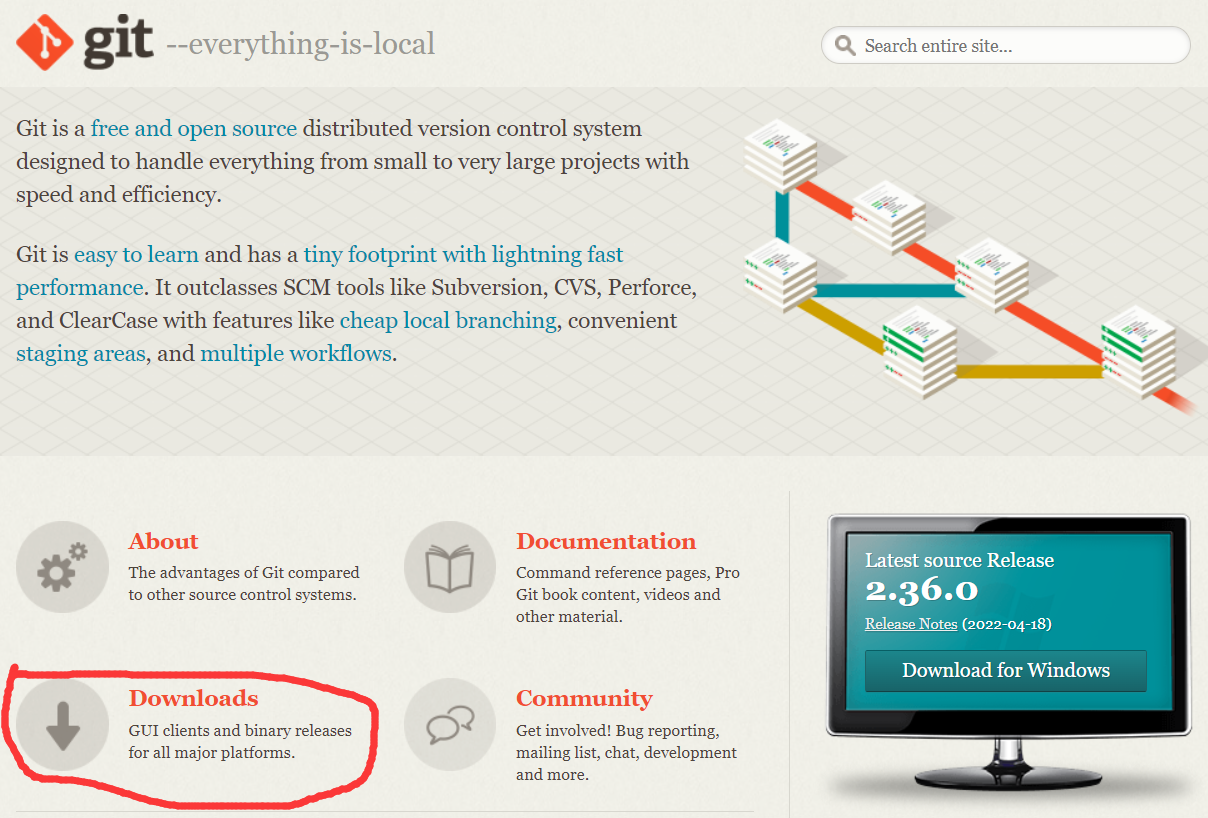 git --everything-is-local
Search entire site...
Git is a free and open source distributed version control system
designed to handle everything from small to very large projects with
speed and efficiency.
Git is easy to learn and has a tiny footprint with lightning fast
performance. It outclasses SCM tools like Subversion, CVS, Perforce,
and ClearCase with features like cheap local branching, convenient
staging areas, and multiple workflows.
About
The advantages of Git compared
to other source control systems.
Documentation
Command reference pages, Pro
Git book content, videos and
other material.
Downloads
GUI clients and binary releases
for all major platforms.
Community
Get involved! Bug reporting,
mailing list, chat, development
and more.
Latest source Release
2.36.0
Release Notes (2022-04-18)
Download for Windows